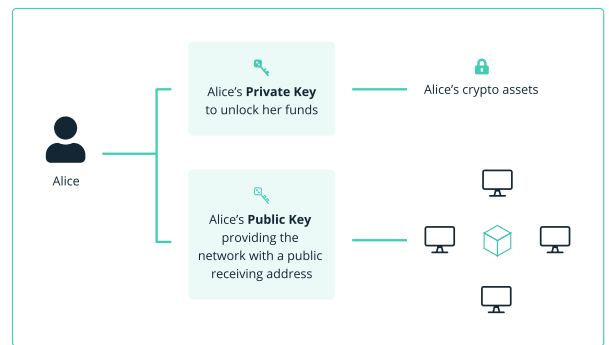 Alice
Alice's Private Key
to unlock her funds
Alice's crypto assets
Alice's Public Key
providing the
network with a public
receiving address